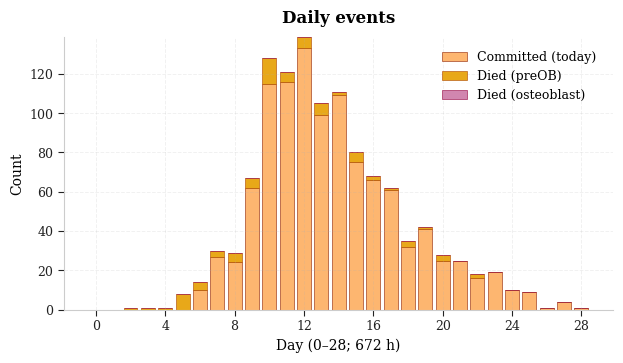 Daily events
Committed (today)
Died (preOB)
Died (osteoblast)
Count
120
100
80
60
40
20
0
0 4 8 12 16 20 24 28
Day (0–28; 672 h)